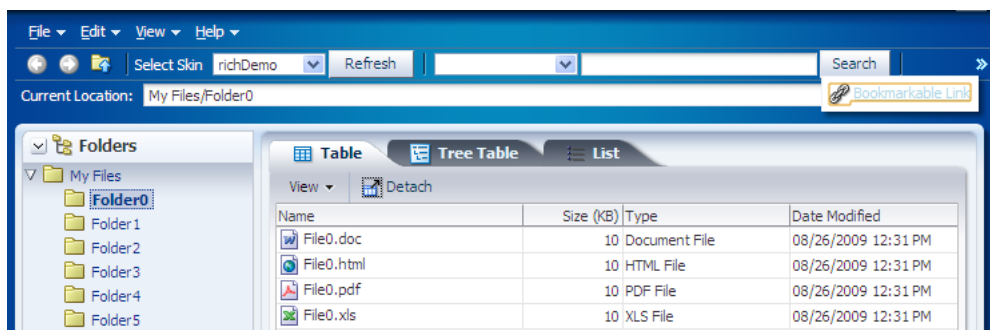 File Edit View Help
Select Skin richDemo Refresh Search »
Current Location: My Files/Folder0
Bookmarkable Link
Folders
My Files
Folder0
Folder1
Folder2
Folder3
Folder4
Folder5
Table Tree Table List
View Detach
Name Size (KB) Type Date Modified
File0.doc 10 Document File 08/26/2009 12:31 PM
File0.html 10 HTML File 08/26/2009 12:31 PM
File0.pdf 10 PDF File 08/26/2009 12:31 PM
File0.xls 10 XLS File 08/26/2009 12:31 PM